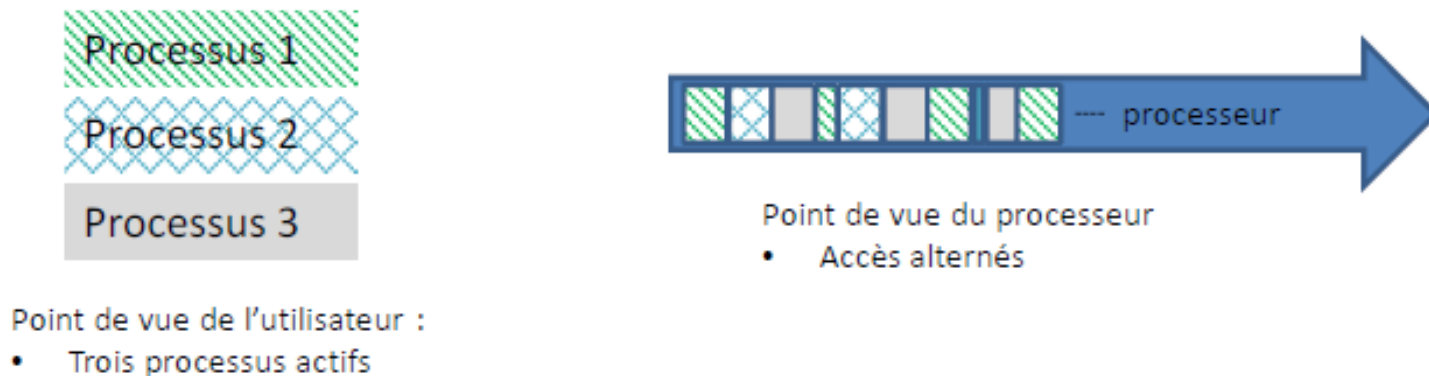 Processus 1
Processus 2
Processus 3
Point de vue de l'utilisateur :
• Trois processus actifs
---- processeur
Point de vue du processeur
• Accès alternés